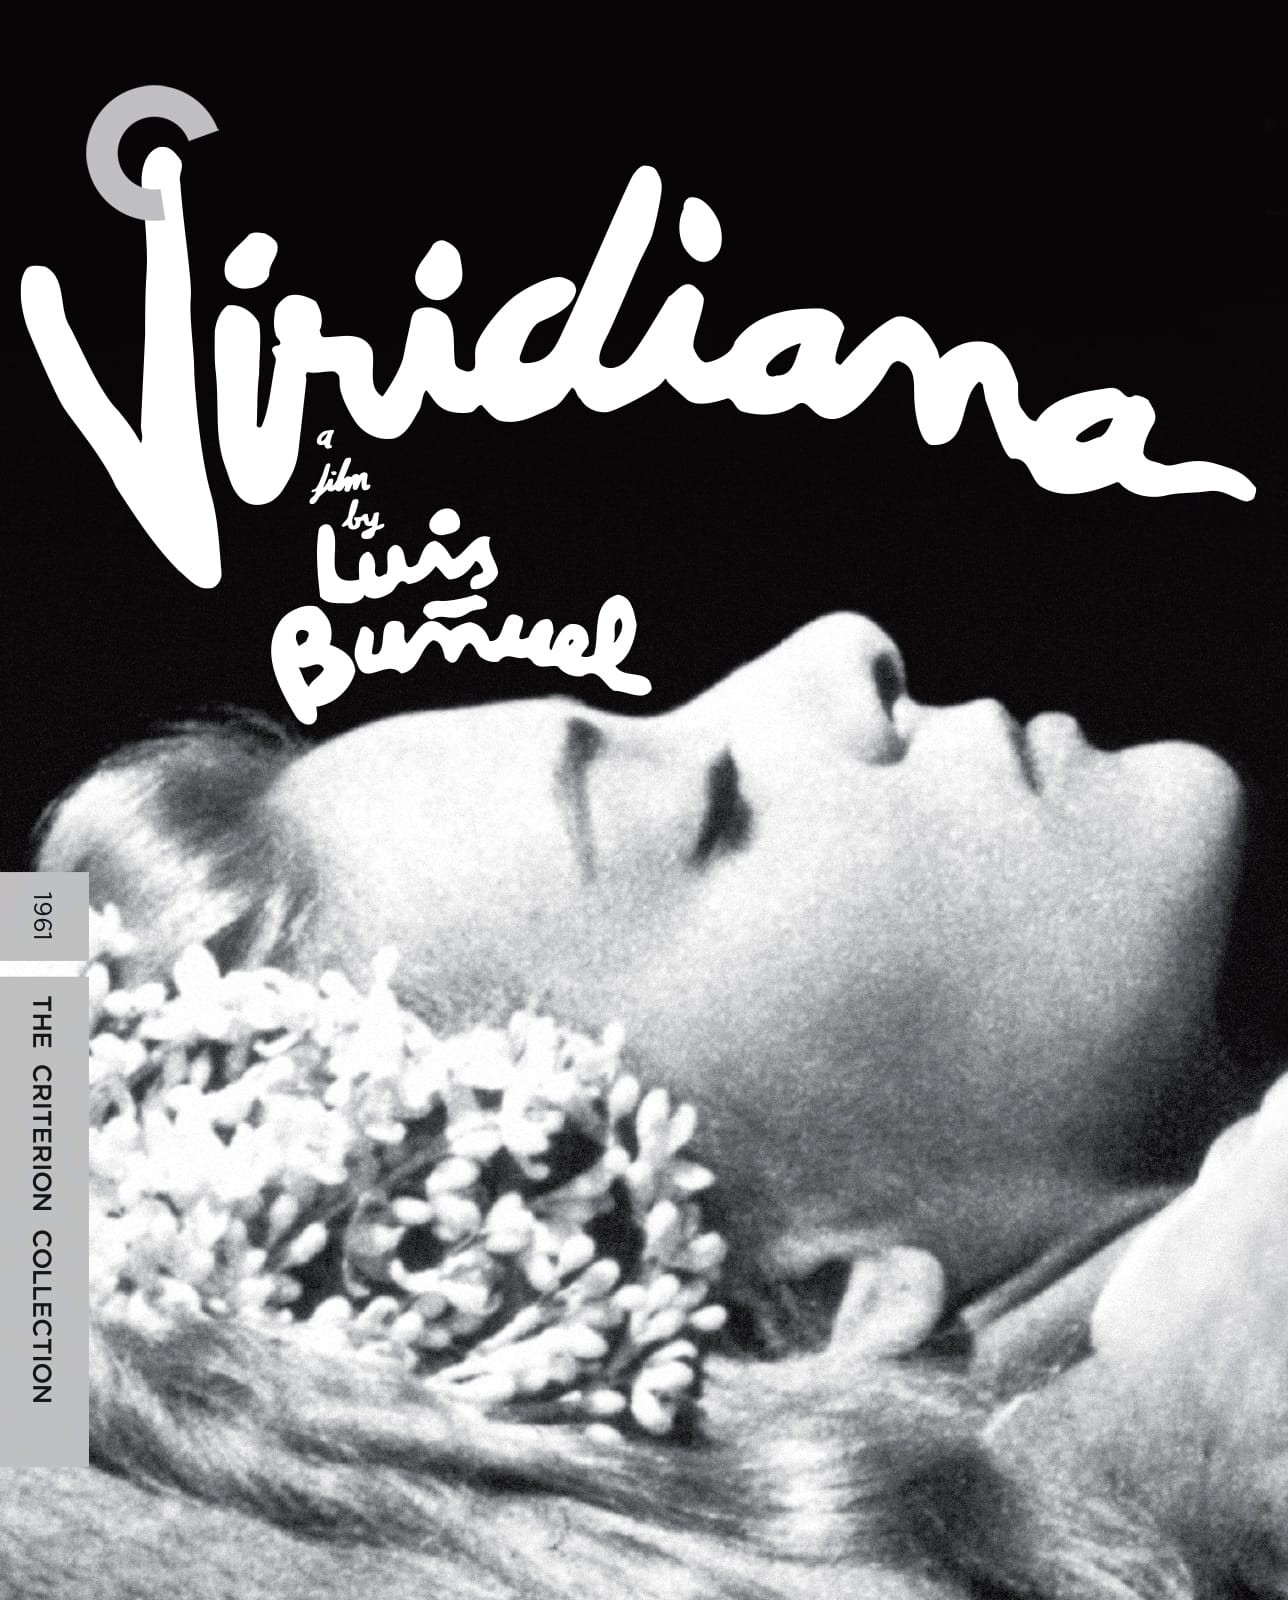 Viridiana
a
film
by
Luis
Buñuel
1961
THE CRITERION COLLECTION